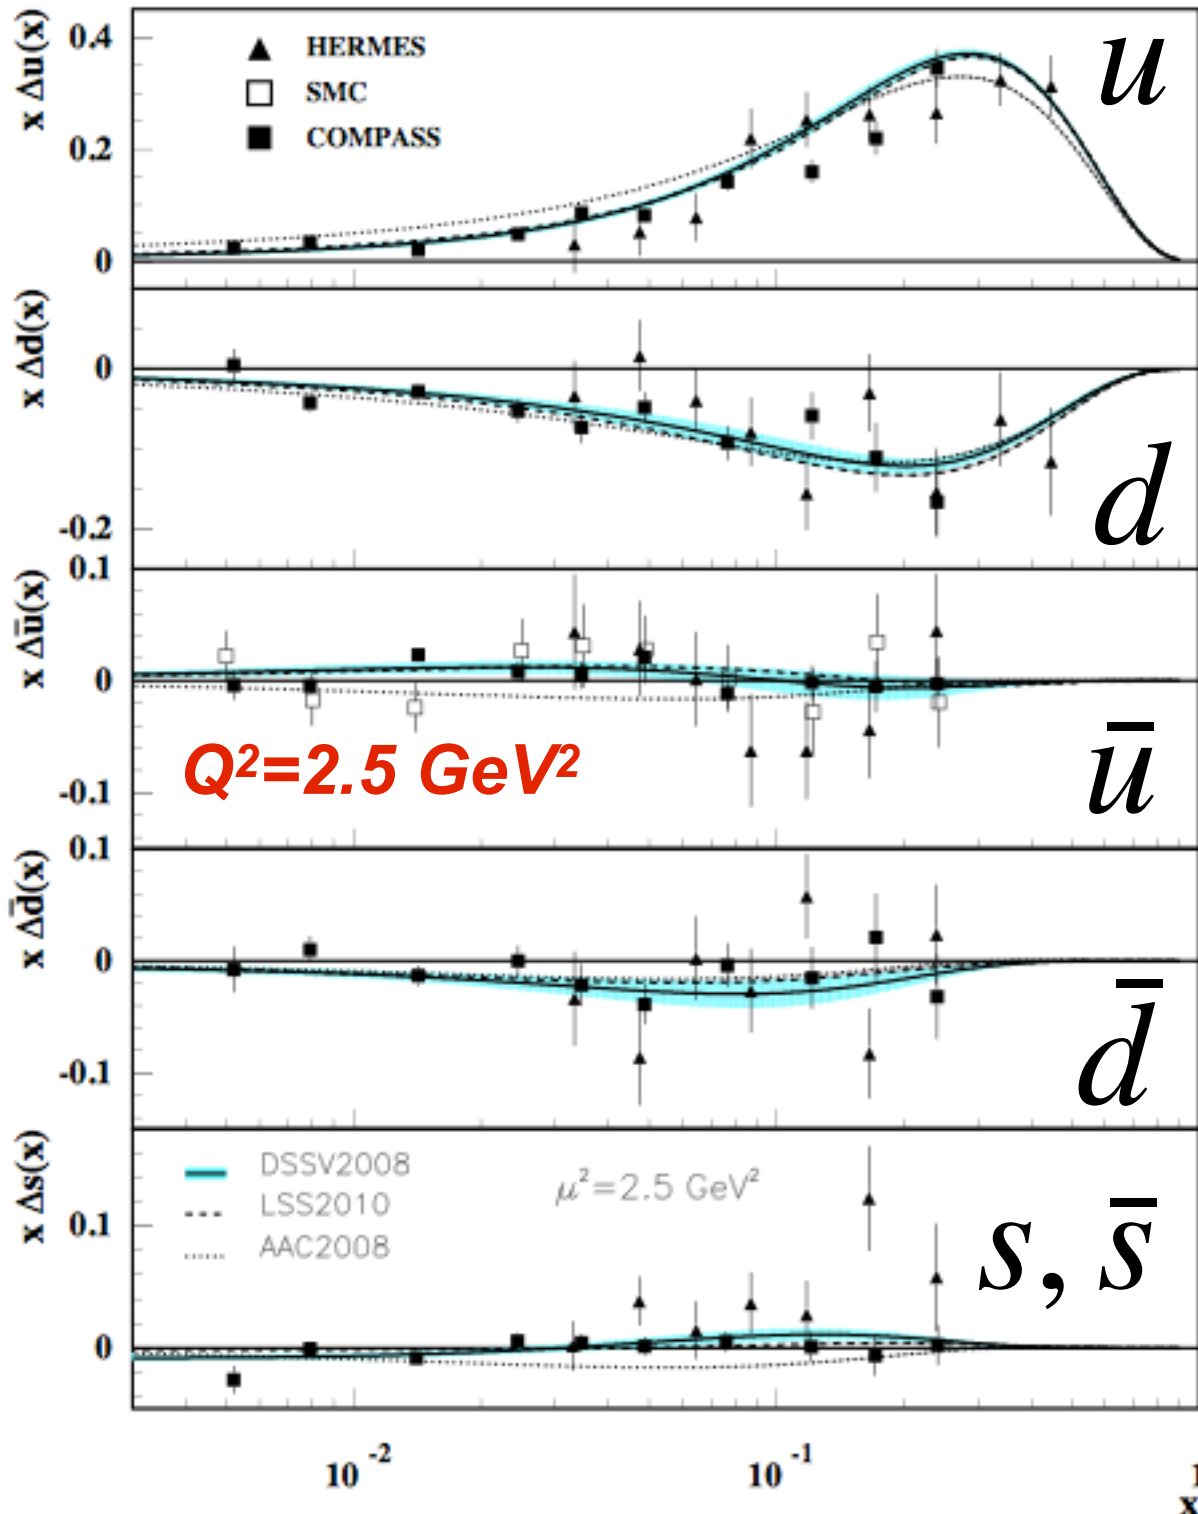 x Δu(x)
0.4
0.2
0
HERMES
SMC
COMPASS
u
x Δd(x)
0
-0.2
d
x Δu̅(x)
0.1
0
-0.1
Q²=2.5 GeV²
u̅
x Δd̅(x)
0.1
0
-0.1
d̅
x Δs(x)
0.1
0
DSSV2008
LSS2010
AAC2008
μ²=2.5 GeV²
s, s̅
10⁻²
10⁻¹
1
x